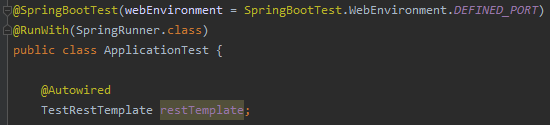 @SpringBootTest(webEnvironment = SpringBootTest.WebEnvironment.DEFINED_PORT)
@RunWith(SpringRunner.class)
public class ApplicationTest {
@Autowired
TestRestTemplate restTemplate;